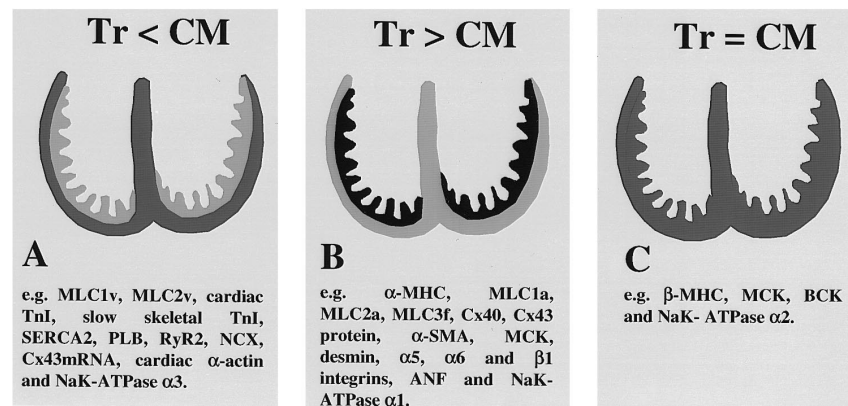 Tr < CM
A
e.g. MLC1v, MLC2v, cardiac
TnI, slow skeletal TnI,
SERCA2, PLB, RyR2, NCX,
Cx43mRNA, cardiac α-actin
and NaK-ATPase α3.
Tr > CM
B
e.g. α-MHC, MLC1a,
MLC2a, MLC3f, Cx40, Cx43
protein, α-SMA, MCK,
desmin, α5, α6 and β1
integrins, ANF and NaK-
ATPase α1.
Tr = CM
C
e.g. β-MHC, MCK, BCK
and NaK- ATPase α2.